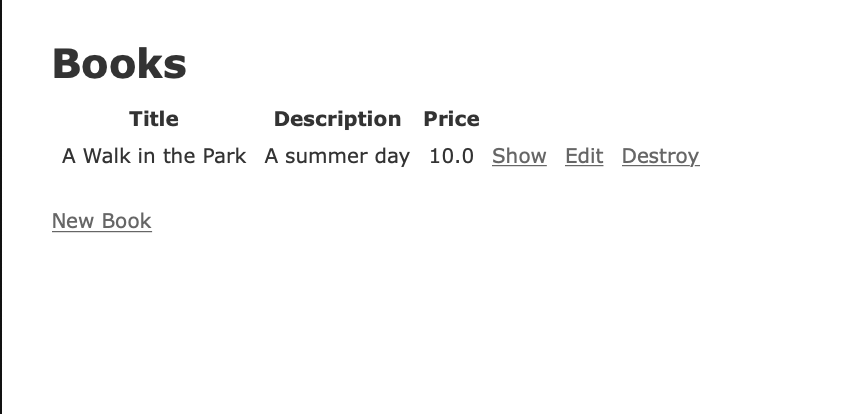 Books
Title Description Price
A Walk in the Park A summer day 10.0 Show Edit Destroy
New Book